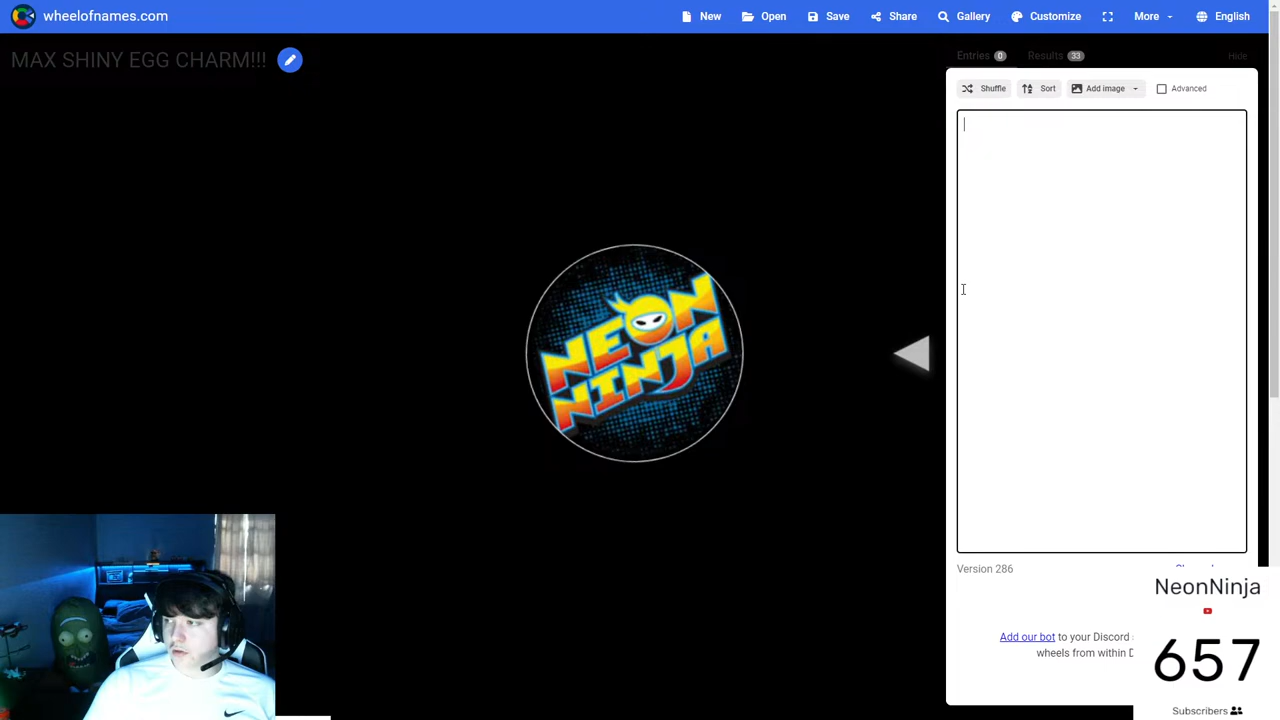 wheelofnames.com
New
Open
Save
Share
Gallery
Customize
More
English
MAX SHINY EGG CHARM!!!
Entries 0
Results 33
Hide
Shuffle
Sort
Add image
Advanced
NEON
NINJA
Version 286
Add our bot to your Discord
wheels from within D
NeonNinja
657
Subscribers